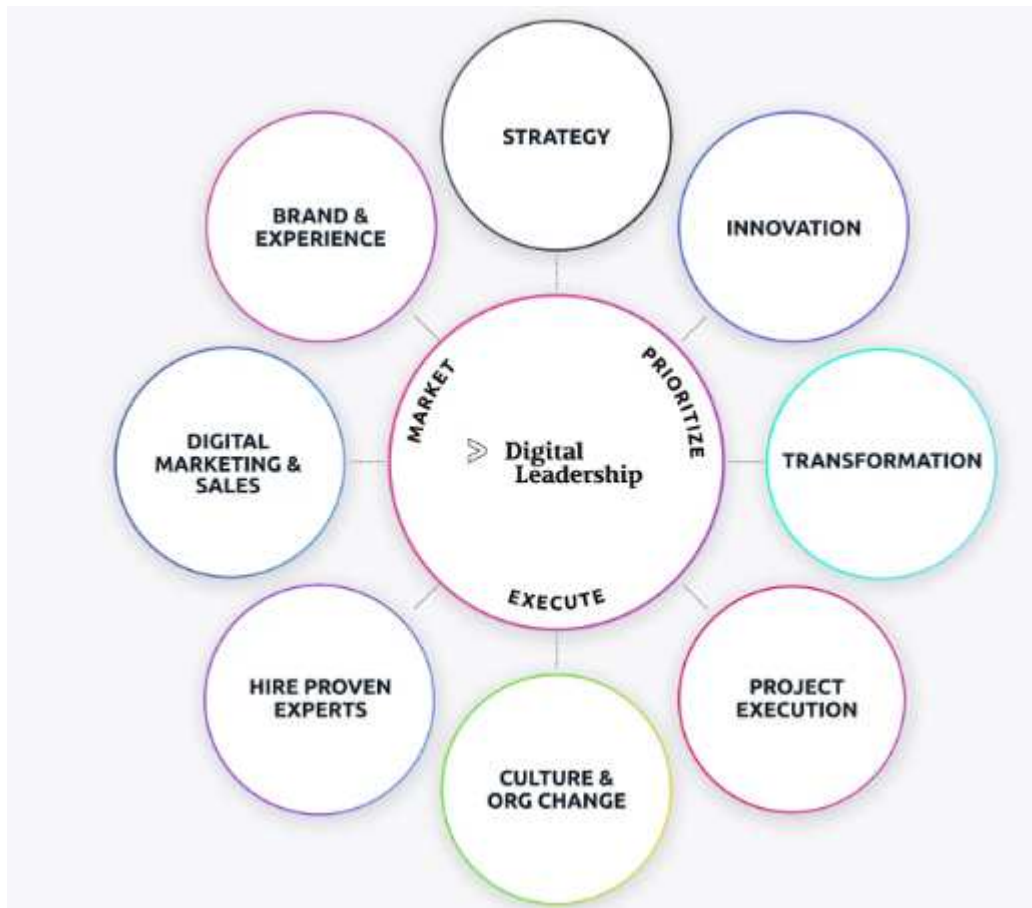 STRATEGY
BRAND &
EXPERIENCE
INNOVATION
MARKET
PRIORITIZE
DIGITAL
MARKETING &
SALES
Digital
Leadership
TRANSFORMATION
EXECUTE
HIRE PROVEN
EXPERTS
PROJECT
EXECUTION
CULTURE &
ORG CHANGE